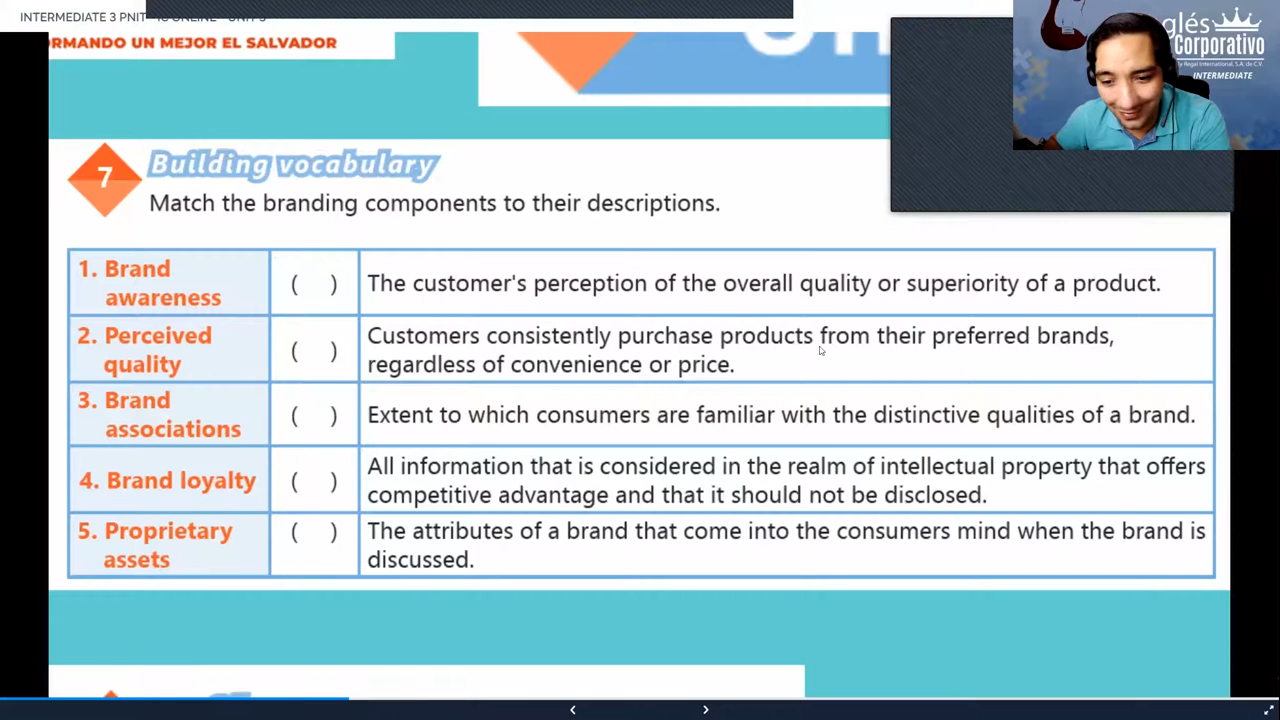 INTERMEDIATE 3 PNIT
ORMANDO UN MEJOR EL SALVADOR
glés
Corporativo
by Regal International, S.A. de C.V.
INTERMEDIATE
7
Building vocabulary
Match the branding components to their descriptions.
1. Brand
awareness
( )
The customer's perception of the overall quality or superiority of a product.
2. Perceived
quality
( )
Customers consistently purchase products from their preferred brands,
regardless of convenience or price.
3. Brand
associations
( )
Extent to which consumers are familiar with the distinctive qualities of a brand.
4. Brand loyalty
( )
All information that is considered in the realm of intellectual property that offers
competitive advantage and that it should not be disclosed.
5. Proprietary
assets
( )
The attributes of a brand that come into the consumers mind when the brand is
discussed.